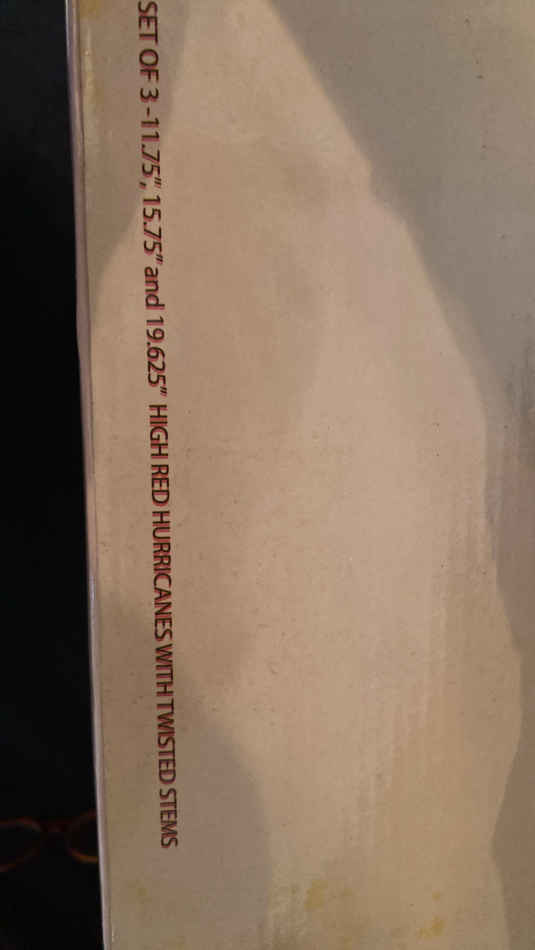 SET OF 3 -11.75", 15.75" and 19.625" HIGH RED HURRICANES WITH TWISTED STEMS